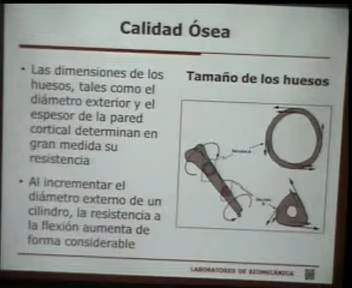 Calidad Ósea
• Las dimensiones de los
huesos, tales como el
diámetro exterior y el
espesor de la pared
cortical determinan en
gran medida su
resistencia
• Al incrementar el
diámetro externo de un
cilindro, la resistencia a
la flexión aumenta de
forma considerable
Tamaño de los huesos
LABORATORIO DE BIOMECÁNICA